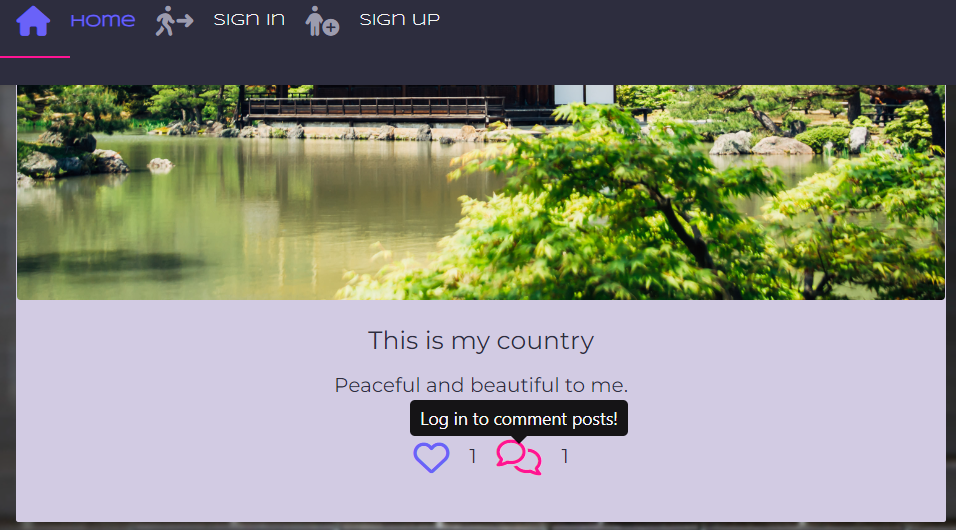 Home SIGN IN SIGN UP
This is my country
Peaceful and beautiful to me.
Log in to comment posts!
1 1